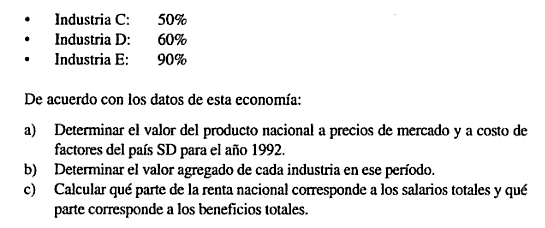 • Industria C: 50%
• Industria D: 60%
• Industria E: 90%
De acuerdo con los datos de esta economía:
a) Determinar el valor del producto nacional a precios de mercado y a costo de
factores del país SD para el año 1992.
b) Determinar el valor agregado de cada industria en ese período.
c) Calcular qué parte de la renta nacional corresponde a los salarios totales y qué
parte corresponde a los beneficios totales.